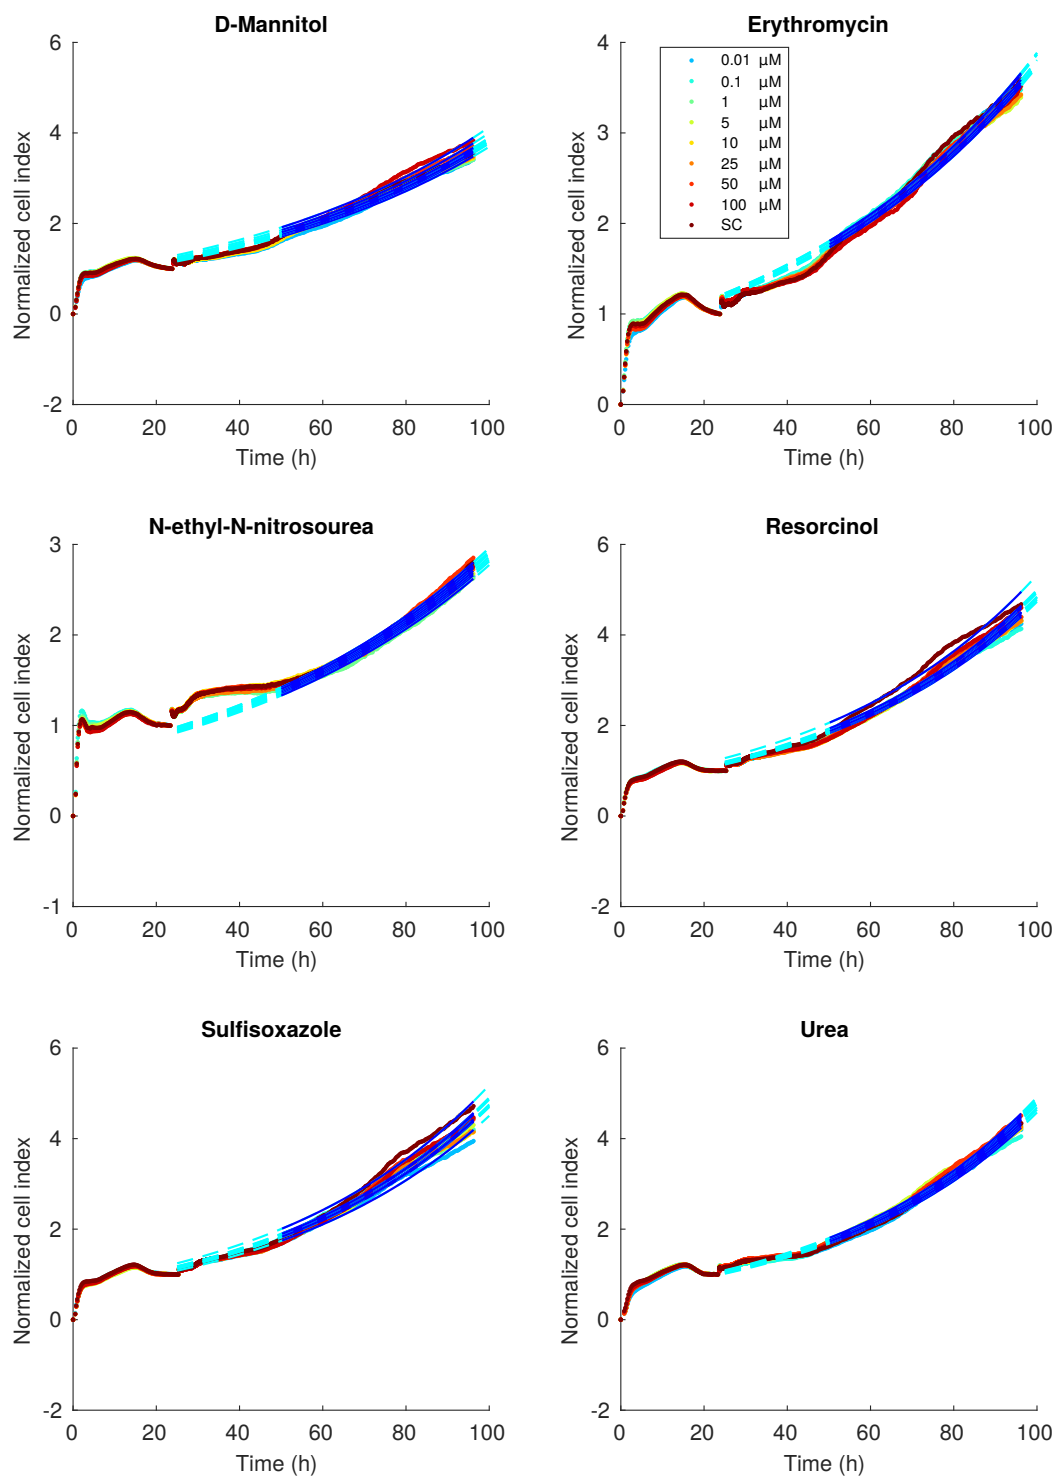 D-Mannitol
6
4
2
0
-2
Normalized cell index
0 20 40 60 80 100
Time (h)
Erythromycin
4
3
2
1
0
Normalized cell index
0.01 µM
0.1 µM
1 µM
5 µM
10 µM
25 µM
50 µM
100 µM
SC
0 20 40 60 80 100
Time (h)
N-ethyl-N-nitrosourea
3
2
1
0
-1
Normalized cell index
0 20 40 60 80 100
Time (h)
Resorcinol
6
4
2
0
-2
Normalized cell index
0 20 40 60 80 100
Time (h)
Sulfisoxazole
6
4
2
0
-2
Normalized cell index
0 20 40 60 80 100
Time (h)
Urea
6
4
2
0
-2
Normalized cell index
0 20 40 60 80 100
Time (h)